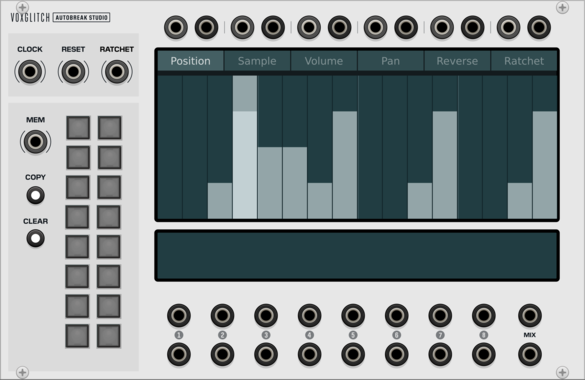 VOXGLITCH AUTOBREAK STUDIO
CLOCK RESET RATCHET
Position Sample Volume Pan Reverse Ratchet
MEM
COPY
CLEAR
1 2 3 4 5 6 7 8 MIX